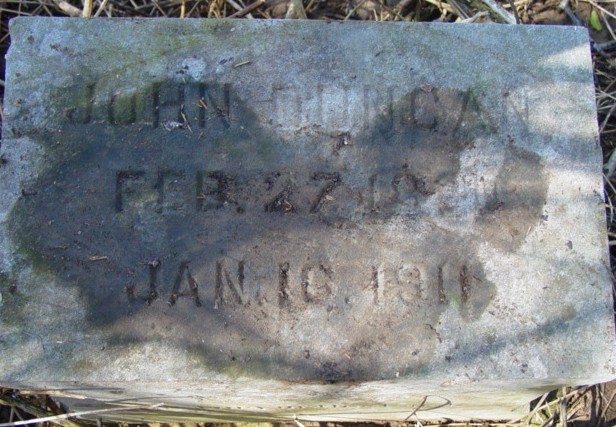 JOHN DUNCAN
FEB. 27,
JAN. 16, 1911